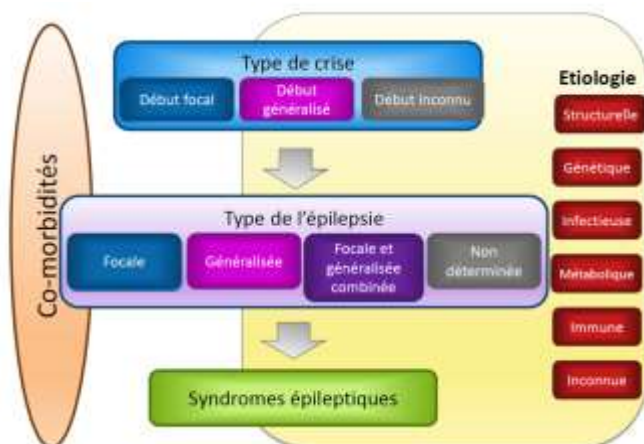 Co-morbidités
Type de crise
Début focal
Début
généralisé
Début Inconnu
Type de l'épilepsie
Focale
Généralisée
Focale et
généralisée
combinée
Non
déterminée
Syndromes épileptiques
Etiologie
Structurelle
Génétique
Infectieuse
Métabolique
Immune
Inconnue